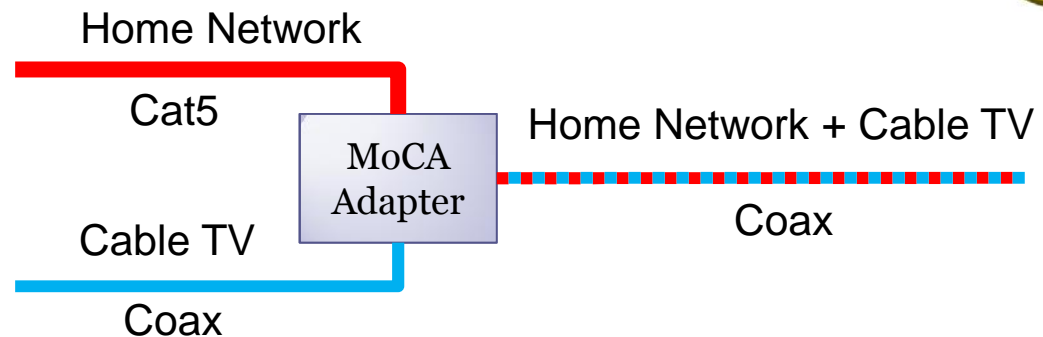 Home Network
Cat5
MoCA
Adapter
Home Network + Cable TV
Coax
Cable TV
Coax